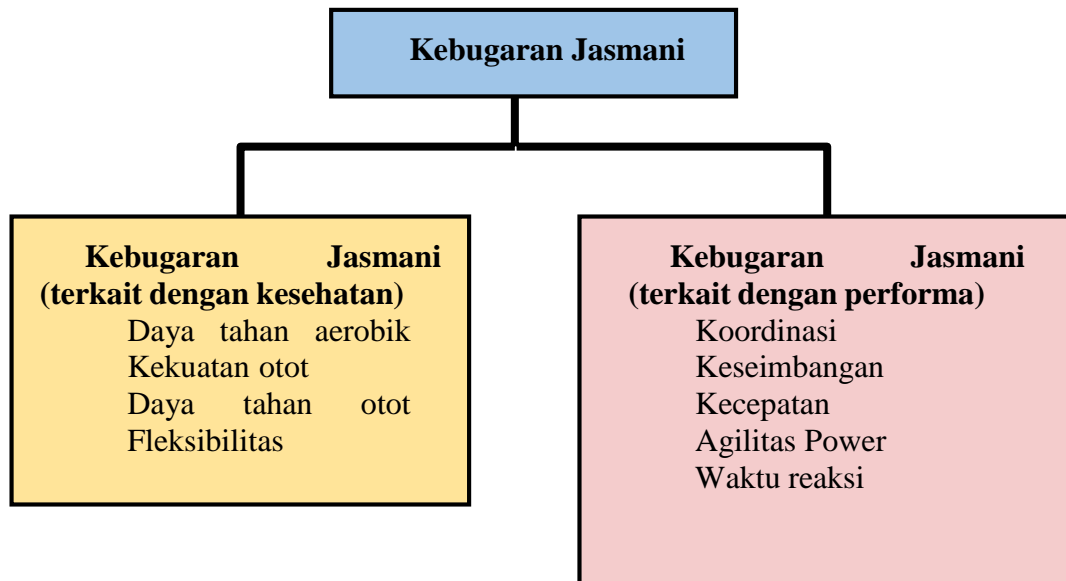 Kebugaran Jasmani
Kebugaran Jasmani
(terkait dengan kesehatan)
Daya tahan aerobik
Kekuatan otot
Daya tahan otot
Fleksibilitas
Kebugaran Jasmani
(terkait dengan performa)
Koordinasi
Keseimbangan
Kecepatan
Agilitas Power
Waktu reaksi